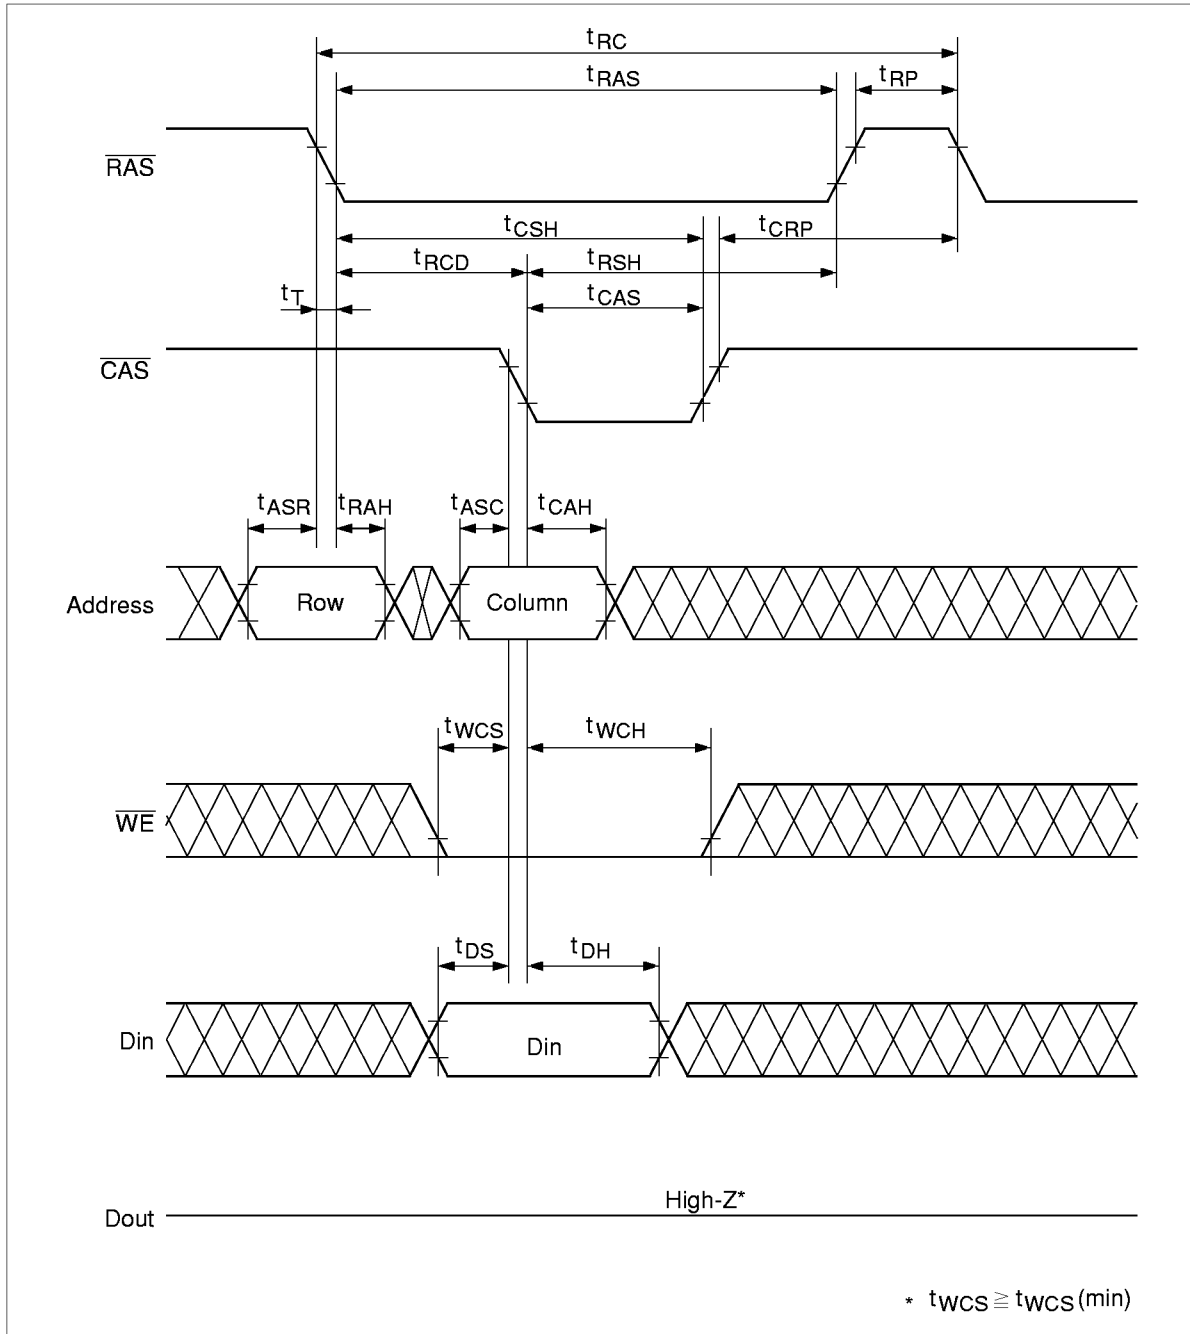 tRC
tRAS
tRP
RAS
tCSH
tCRP
tRCD
tRSH
tT
tCAS
CAS
tASR
tRAH
tASC
tCAH
Address
Row
Column
tWCS
tWCH
WE
tDS
tDH
Din
Din
High-Z*
Dout
* tWCS ≧ tWCS (min)